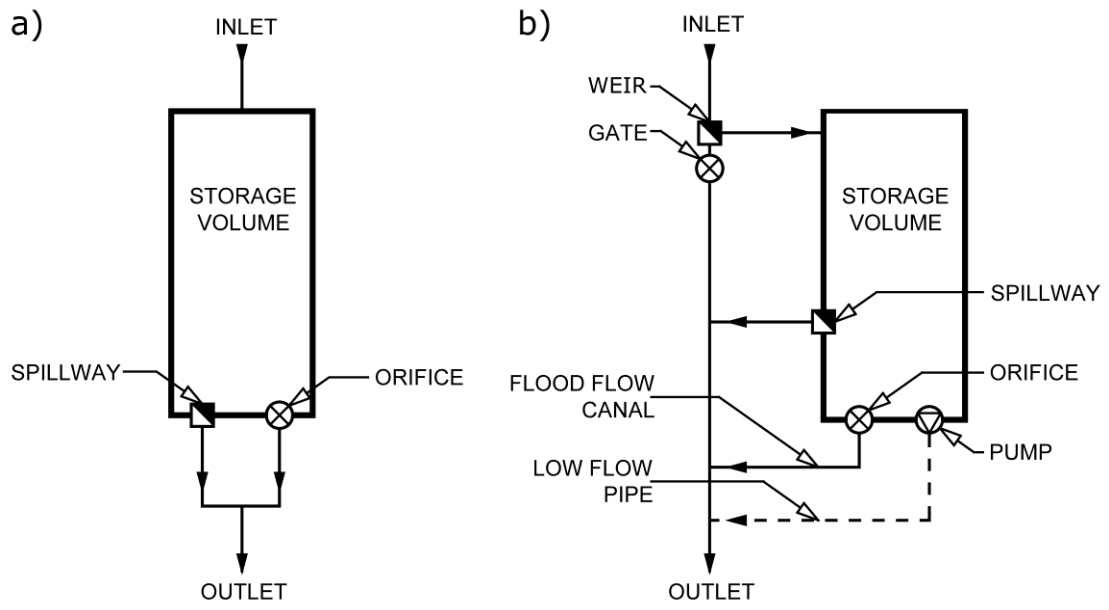 a)
INLET
STORAGE
VOLUME
SPILLWAY
ORIFICE
OUTLET
b)
INLET
WEIR
GATE
STORAGE
VOLUME
SPILLWAY
FLOOD FLOW
CANAL
ORIFICE
LOW FLOW
PIPE
PUMP
OUTLET